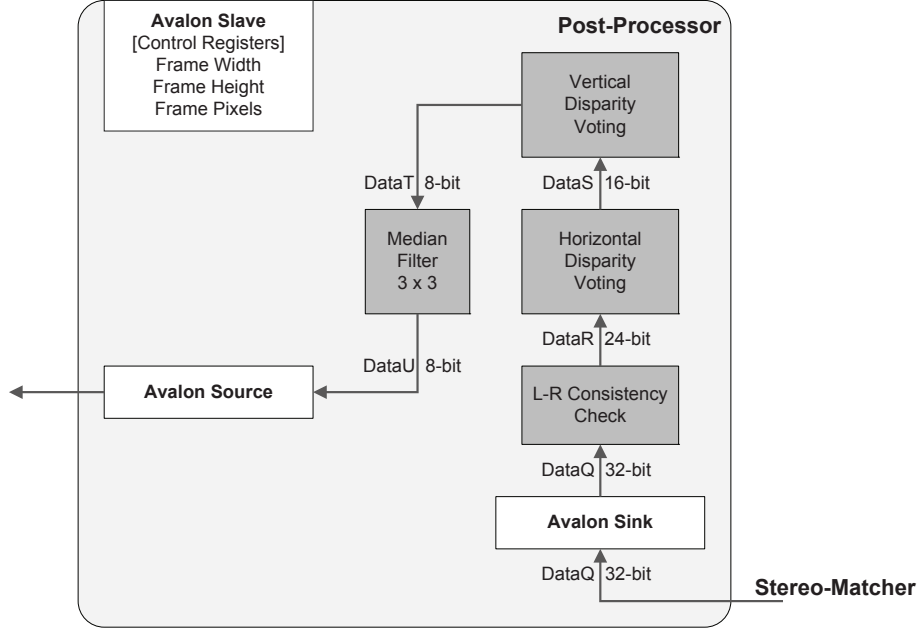 Avalon Slave
[Control Registers]
Frame Width
Frame Height
Frame Pixels
Post-Processor
Vertical
Disparity
Voting
DataT 8-bit
DataS 16-bit
Median
Filter
3 x 3
Horizontal
Disparity
Voting
DataU 8-bit
DataR 24-bit
Avalon Source
L-R Consistency
Check
DataQ 32-bit
Avalon Sink
DataQ 32-bit
Stereo-Matcher